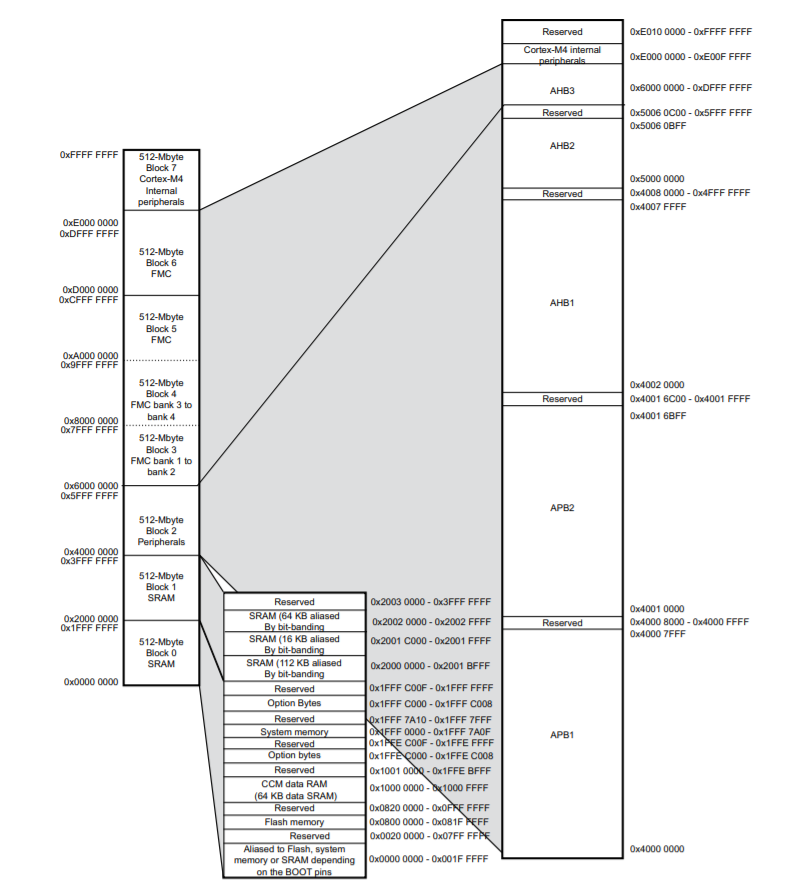 0xFFFF FFFF
512-Mbyte
Block 7
Cortex-M4
Internal
peripherals
0xE000 0000
0xDFFF FFFF
512-Mbyte
Block 6
FMC
0xD000 0000
0xCFFF FFFF
512-Mbyte
Block 5
FMC
0xA000 0000
0x9FFF FFFF
512-Mbyte
Block 4
FMC bank 3 to
bank 4
0x8000 0000
0x7FFF FFFF
512-Mbyte
Block 3
FMC bank 1 to
bank 2
0x6000 0000
0x5FFF FFFF
512-Mbyte
Block 2
Peripherals
0x4000 0000
0x3FFF FFFF
512-Mbyte
Block 1
SRAM
0x2000 0000
0x1FFF FFFF
512-Mbyte
Block 0
SRAM
0x0000 0000
Reserved 0x2003 0000 - 0x3FFF FFFF
SRAM (64 KB aliased
By bit-banding
0x2002 0000 - 0x2002 FFFF
SRAM (16 KB aliased
By bit-banding
0x2001 C000 - 0x2001 FFFF
SRAM (112 KB aliased
By bit-banding
0x2000 0000 - 0x2001 BFFF
Reserved 0x1FFF C00F - 0x1FFF FFFF
Option Bytes 0x1FFF C000 - 0x1FFF C008
Reserved 0x1FFF 7A10 - 0x1FFF 7FFF
System memory 0x1FFF 0000 - 0x1FFF 7A0F
Reserved 0x1FFE C00F - 0x1FFE FFFF
Option bytes 0x1FFE C000 - 0x1FFE C008
Reserved 0x1001 0000 - 0x1FFE BFFF
CCM data RAM
(64 KB data SRAM)
0x1000 0000 - 0x1000 FFFF
Reserved 0x0820 0000 - 0x0FFF FFFF
Flash memory 0x0800 0000 - 0x081F FFFF
Reserved 0x0020 0000 - 0x07FF FFFF
Aliased to Flash, system
memory or SRAM depending
on the BOOT pins
0x0000 0000 - 0x001F FFFF
Reserved 0xE010 0000 - 0xFFFF FFFF
Cortex-M4 internal
peripherals
0xE000 0000 - 0xE00F FFFF
AHB3 0x6000 0000 - 0xDFFF FFFF
Reserved 0x5006 0C00 - 0x5FFF FFFF
0x5006 0BFF
AHB2
0x5000 0000
Reserved 0x4008 0000 - 0x4FFF FFFF
0x4007 FFFF
AHB1
0x4002 0000
Reserved 0x4001 6C00 - 0x4001 FFFF
0x4001 6BFF
APB2
0x4001 0000
Reserved 0x4000 8000 - 0x4000 FFFF
0x4000 7FFF
APB1
0x4000 0000